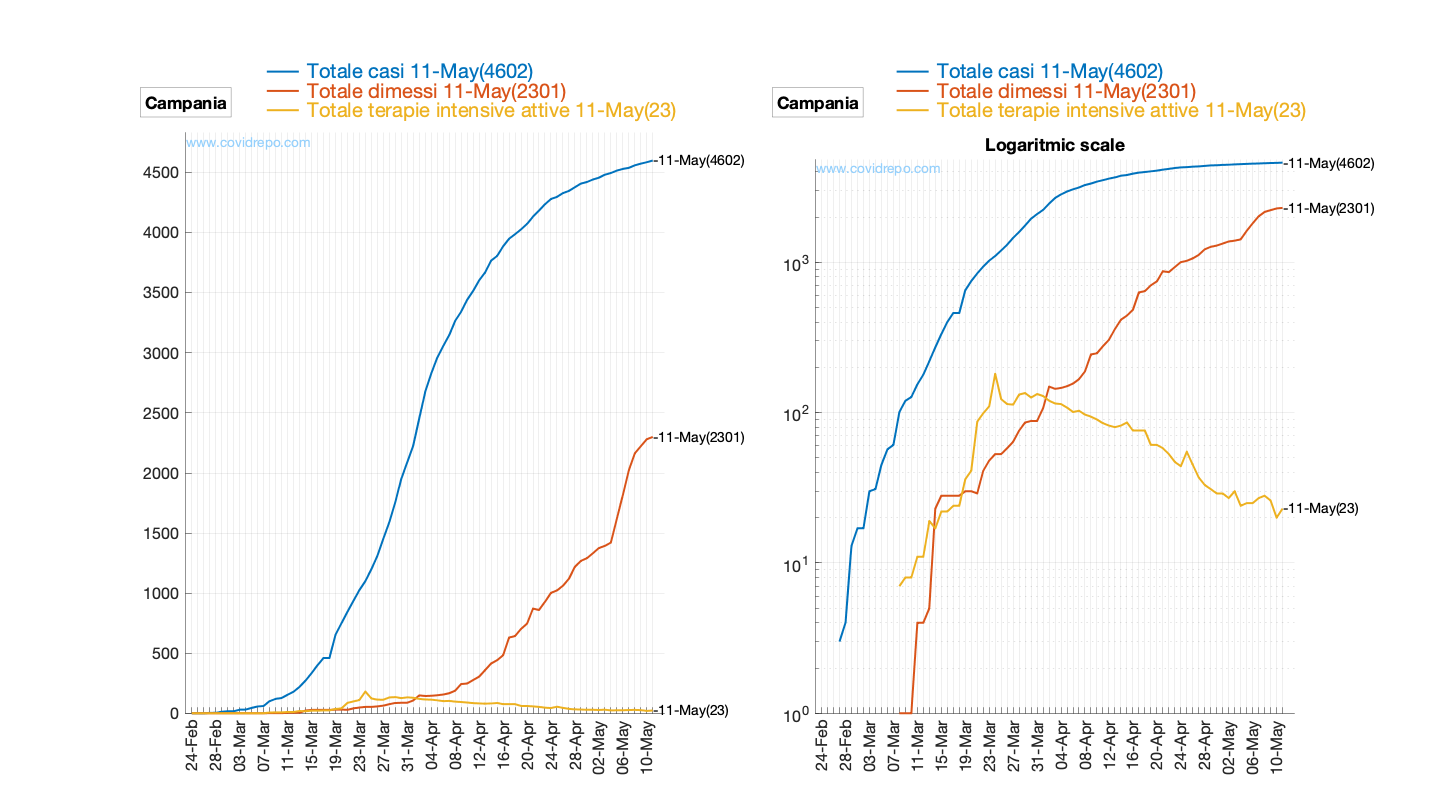 Totale casi 11-May(4602)
Totale dimessi 11-May(2301)
Totale terapie intensive attive 11-May(23)
Campania
www.covidrepo.com
4500
4000
3500
3000
2500
2000
1500
1000
500
0
-11-May(4602)
-11-May(2301)
-11-May(23)
24-Feb
28-Feb
03-Mar
07-Mar
11-Mar
15-Mar
19-Mar
23-Mar
27-Mar
31-Mar
04-Apr
08-Apr
12-Apr
16-Apr
20-Apr
24-Apr
28-Apr
02-May
06-May
10-May
Totale casi 11-May(4602)
Totale dimessi 11-May(2301)
Totale terapie intensive attive 11-May(23)
Campania
Logaritmic scale
www.covidrepo.com
10^3
10^2
10^1
10^0
-11-May(4602)
-11-May(2301)
-11-May(23)
24-Feb
28-Feb
03-Mar
07-Mar
11-Mar
15-Mar
19-Mar
23-Mar
27-Mar
31-Mar
04-Apr
08-Apr
12-Apr
16-Apr
20-Apr
24-Apr
28-Apr
02-May
06-May
10-May